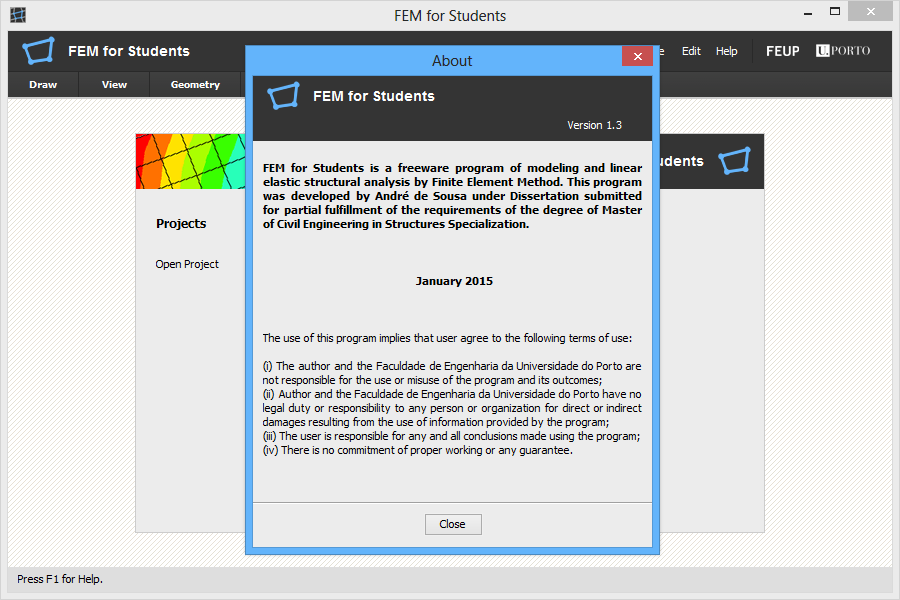 FEM for Students
FEM for Students
Edit Help FEUP U.PORTO
Draw View Geometry
About
FEM for Students
Version 1.3
FEM for Students is a freeware program of modeling and linear
elastic structural analysis by Finite Element Method. This program
was developed by André de Sousa under Dissertation submitted
for partial fulfillment of the requirements of the degree of Master
of Civil Engineering in Structures Specialization.
January 2015
The use of this program implies that user agree to the following terms of use:
(i) The author and the Faculdade de Engenharia da Universidade do Porto are
not responsible for the use or misuse of the program and its outcomes;
(ii) Author and the Faculdade de Engenharia da Universidade do Porto have no
legal duty or responsibility to any person or organization for direct or indirect
damages resulting from the use of information provided by the program;
(iii) The user is responsible for any and all conclusions made using the program;
(iv) There is no commitment of proper working or any guarantee.
Close
Projects
Open Project
Press F1 for Help.